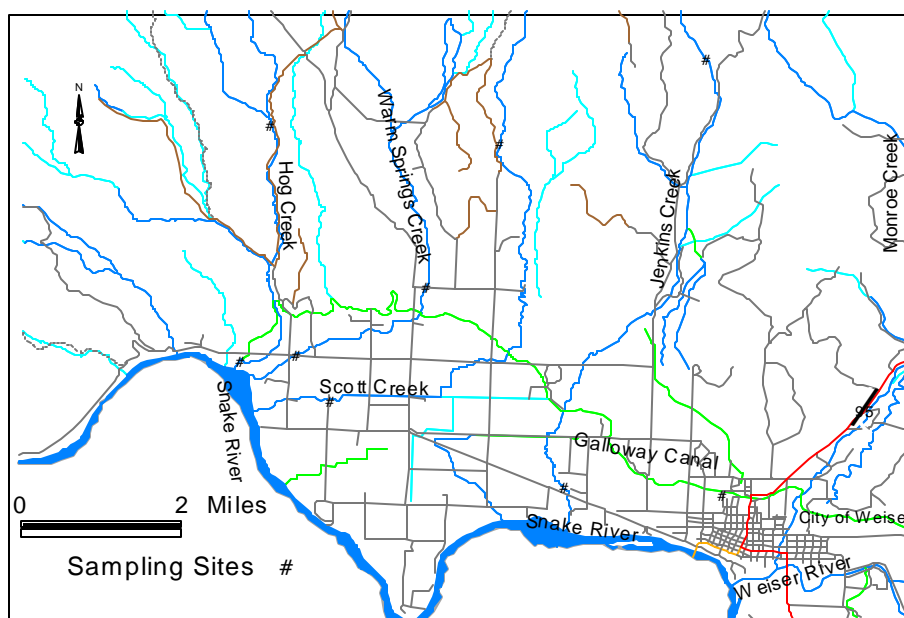 N
#
#
#
Warm Springs Creek
Hog Creek
Jenkins Creek
Monroe Creek
#
#
#
Snake River
Scott Creek
#
95
Galloway Canal
#
#
0 2 Miles
City of Weise
Snake River
Sampling Sites #
Weiser River